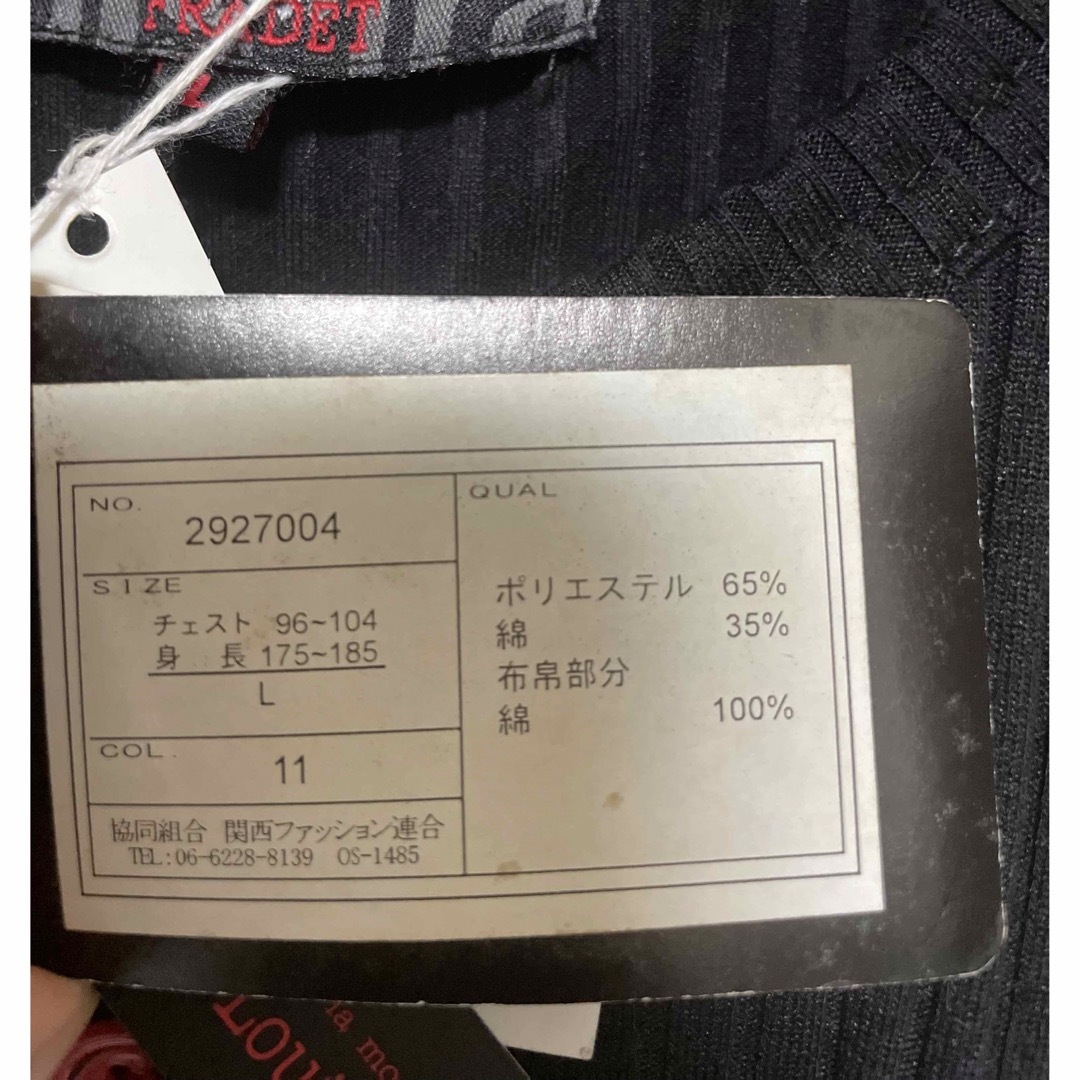 NO.
2927004
SIZE
チェスト 96~104
身 長 175~185
L
COL.
11
協同組合 関西ファッション連合
TEL:06-6228-8139 OS-1485
QUAL
ポリエステル 65%
綿 35%
布帛部分
綿 100%